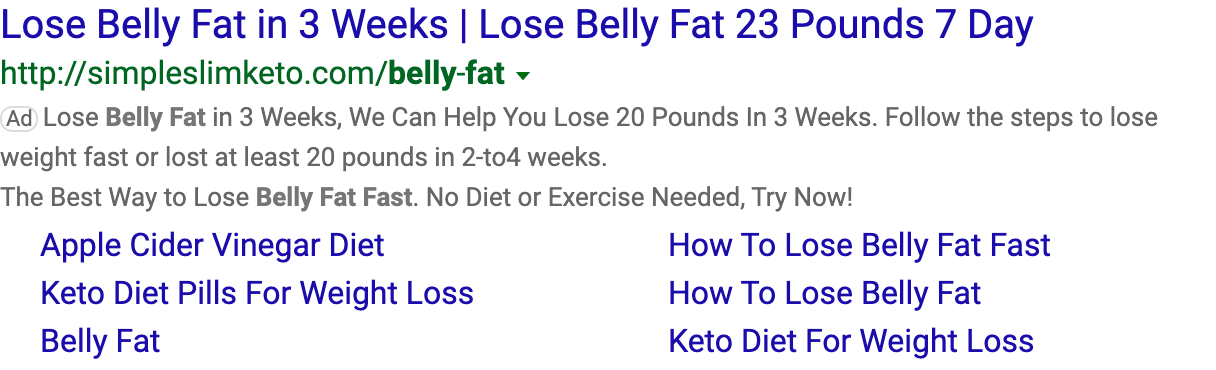 Lose Belly Fat in 3 Weeks | Lose Belly Fat 23 Pounds 7 Day
http://simpleslimketo.com/belly-fat
Ad Lose Belly Fat in 3 Weeks, We Can Help You Lose 20 Pounds In 3 Weeks. Follow the steps to lose
weight fast or lost at least 20 pounds in 2-to4 weeks.
The Best Way to Lose Belly Fat Fast. No Diet or Exercise Needed, Try Now!
Apple Cider Vinegar Diet How To Lose Belly Fat Fast
Keto Diet Pills For Weight Loss How To Lose Belly Fat
Belly Fat Keto Diet For Weight Loss